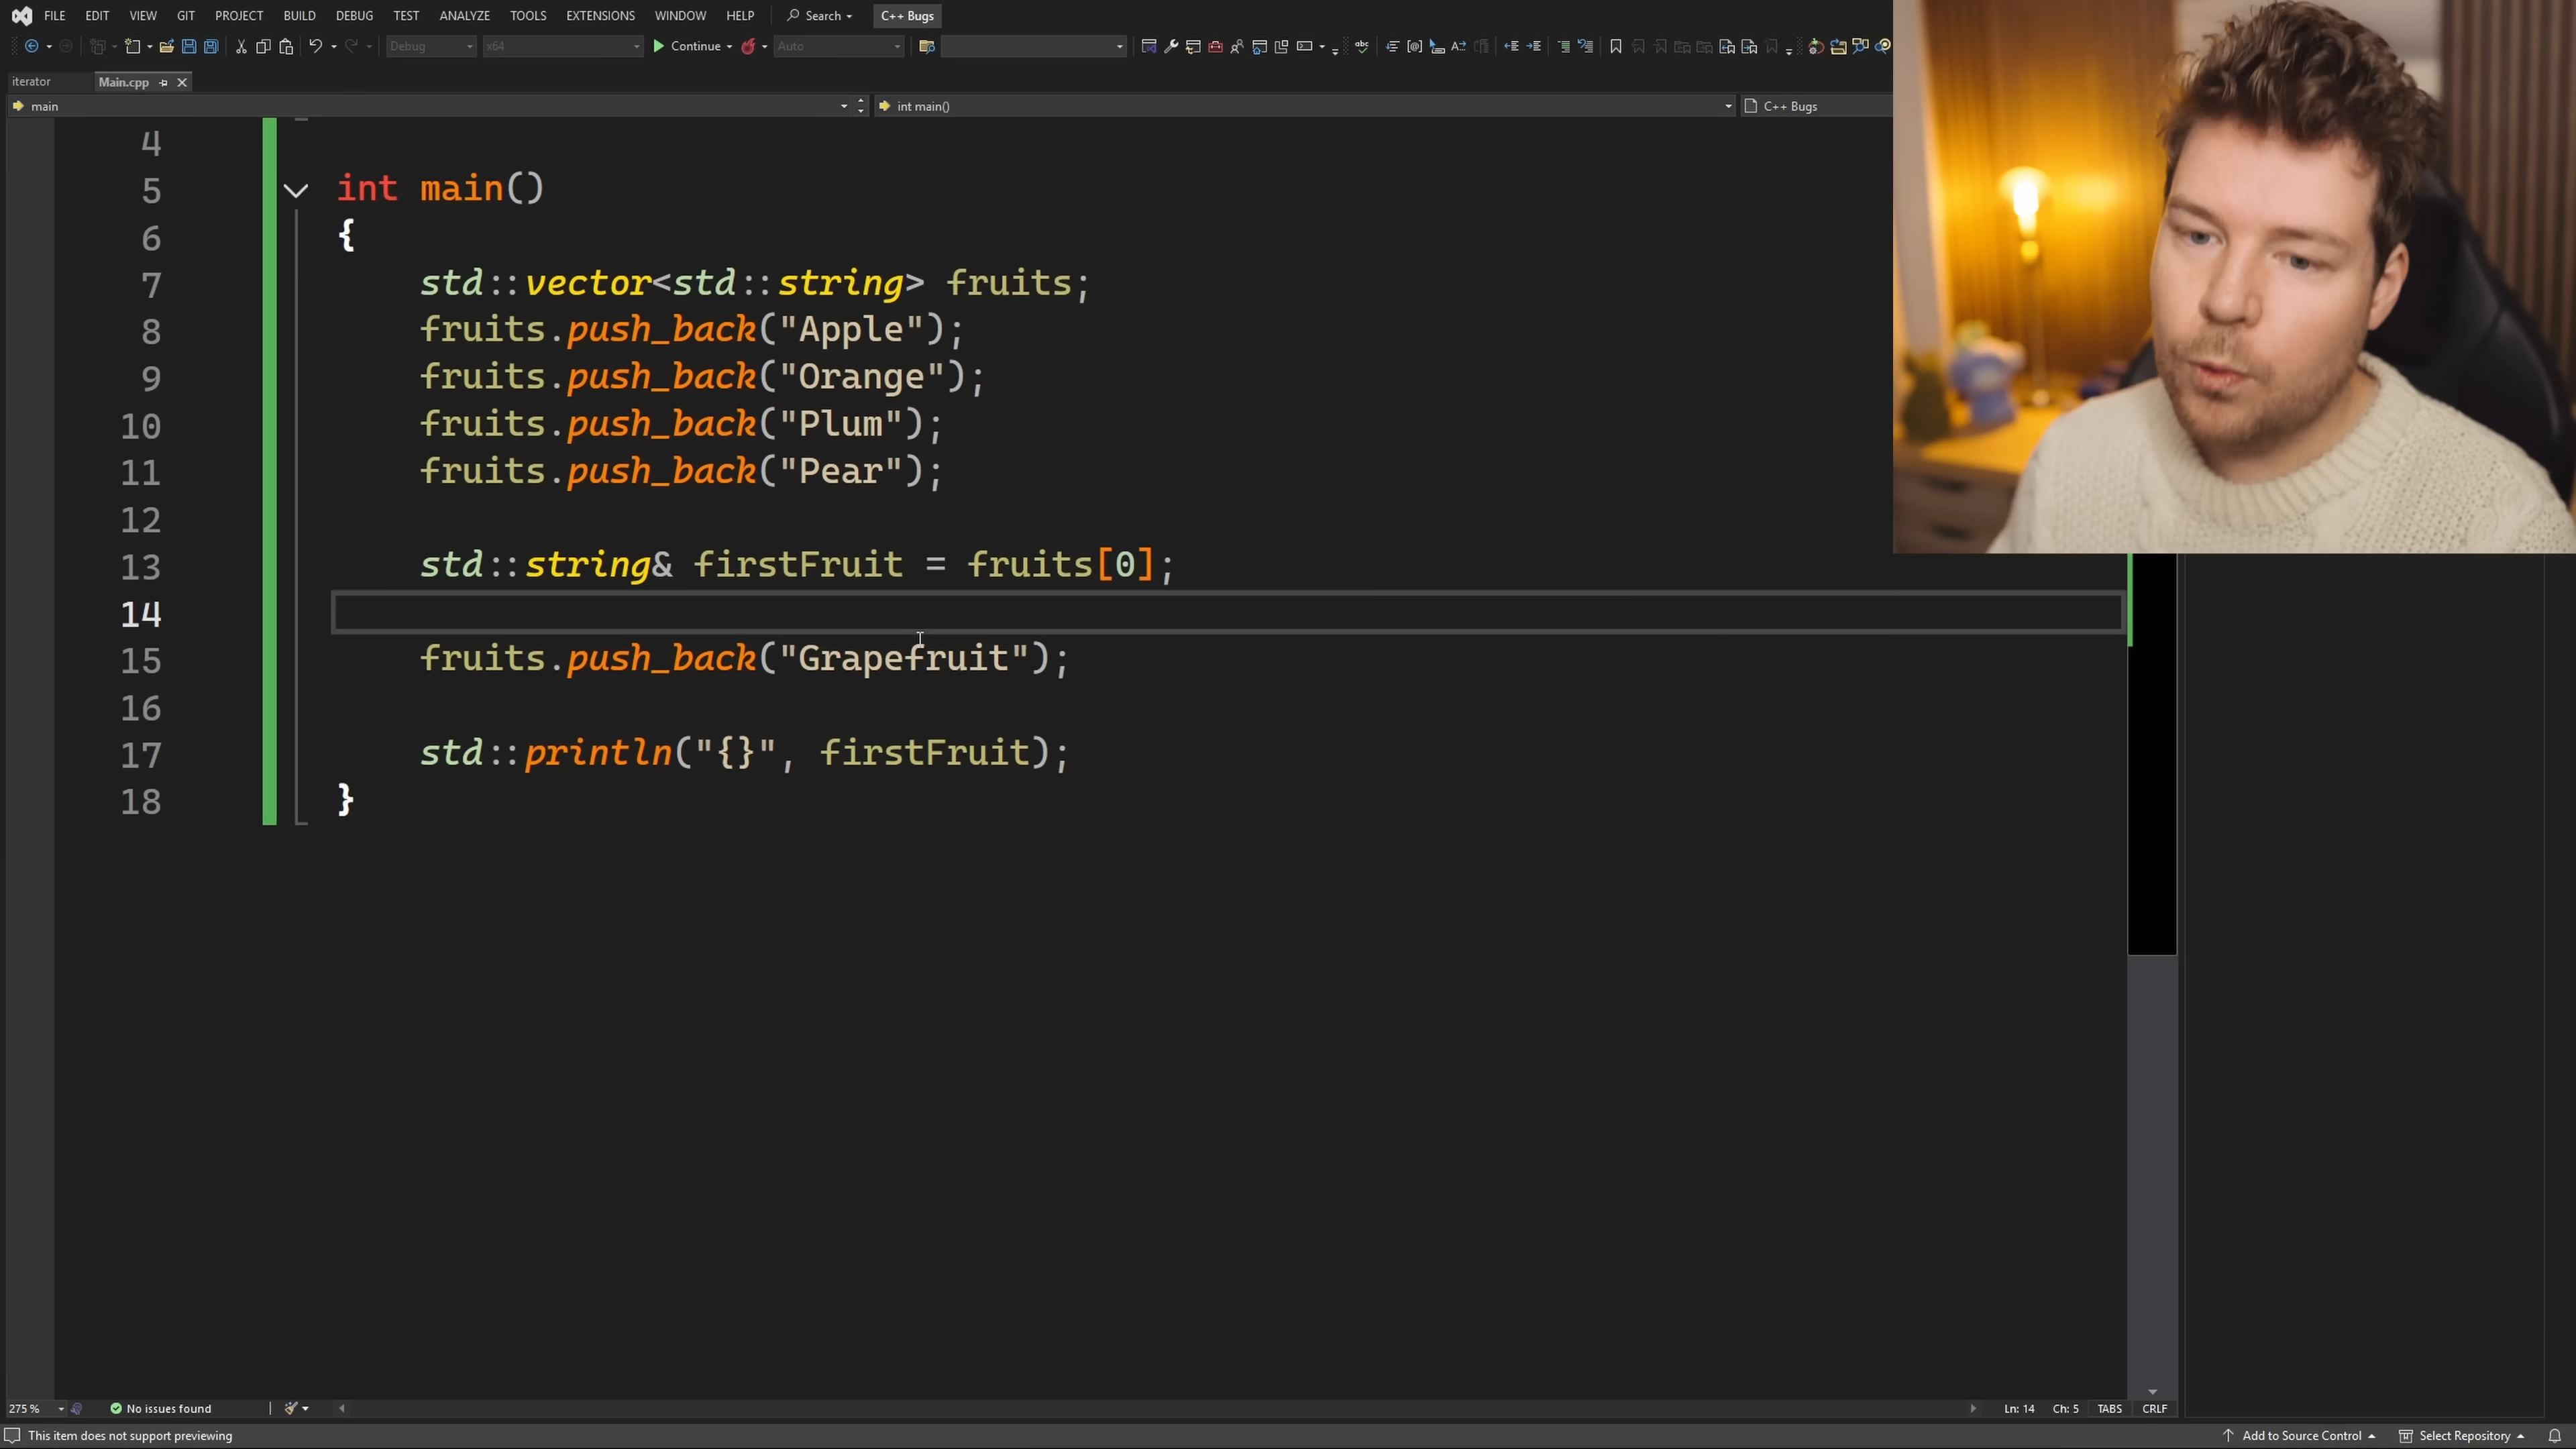 FILE EDIT VIEW GIT PROJECT BUILD DEBUG TEST ANALYZE TOOLS EXTENSIONS WINDOW HELP Search C++ Bugs
Debug x64 Continue Auto
iterator Main.cpp
main int main() C++ Bugs
4
5 int main()
6 {
7 std::vector<std::string> fruits;
8 fruits.push_back("Apple");
9 fruits.push_back("Orange");
10 fruits.push_back("Plum");
11 fruits.push_back("Pear");
12
13 std::string& firstFruit = fruits[0];
14
15 fruits.push_back("Grapefruit");
16
17 std::println("{}", firstFruit);
18 }
275 % No issues found Ln: 14 Ch: 5 TABS CRLF
This item does not support previewing Add to Source Control Select Repository